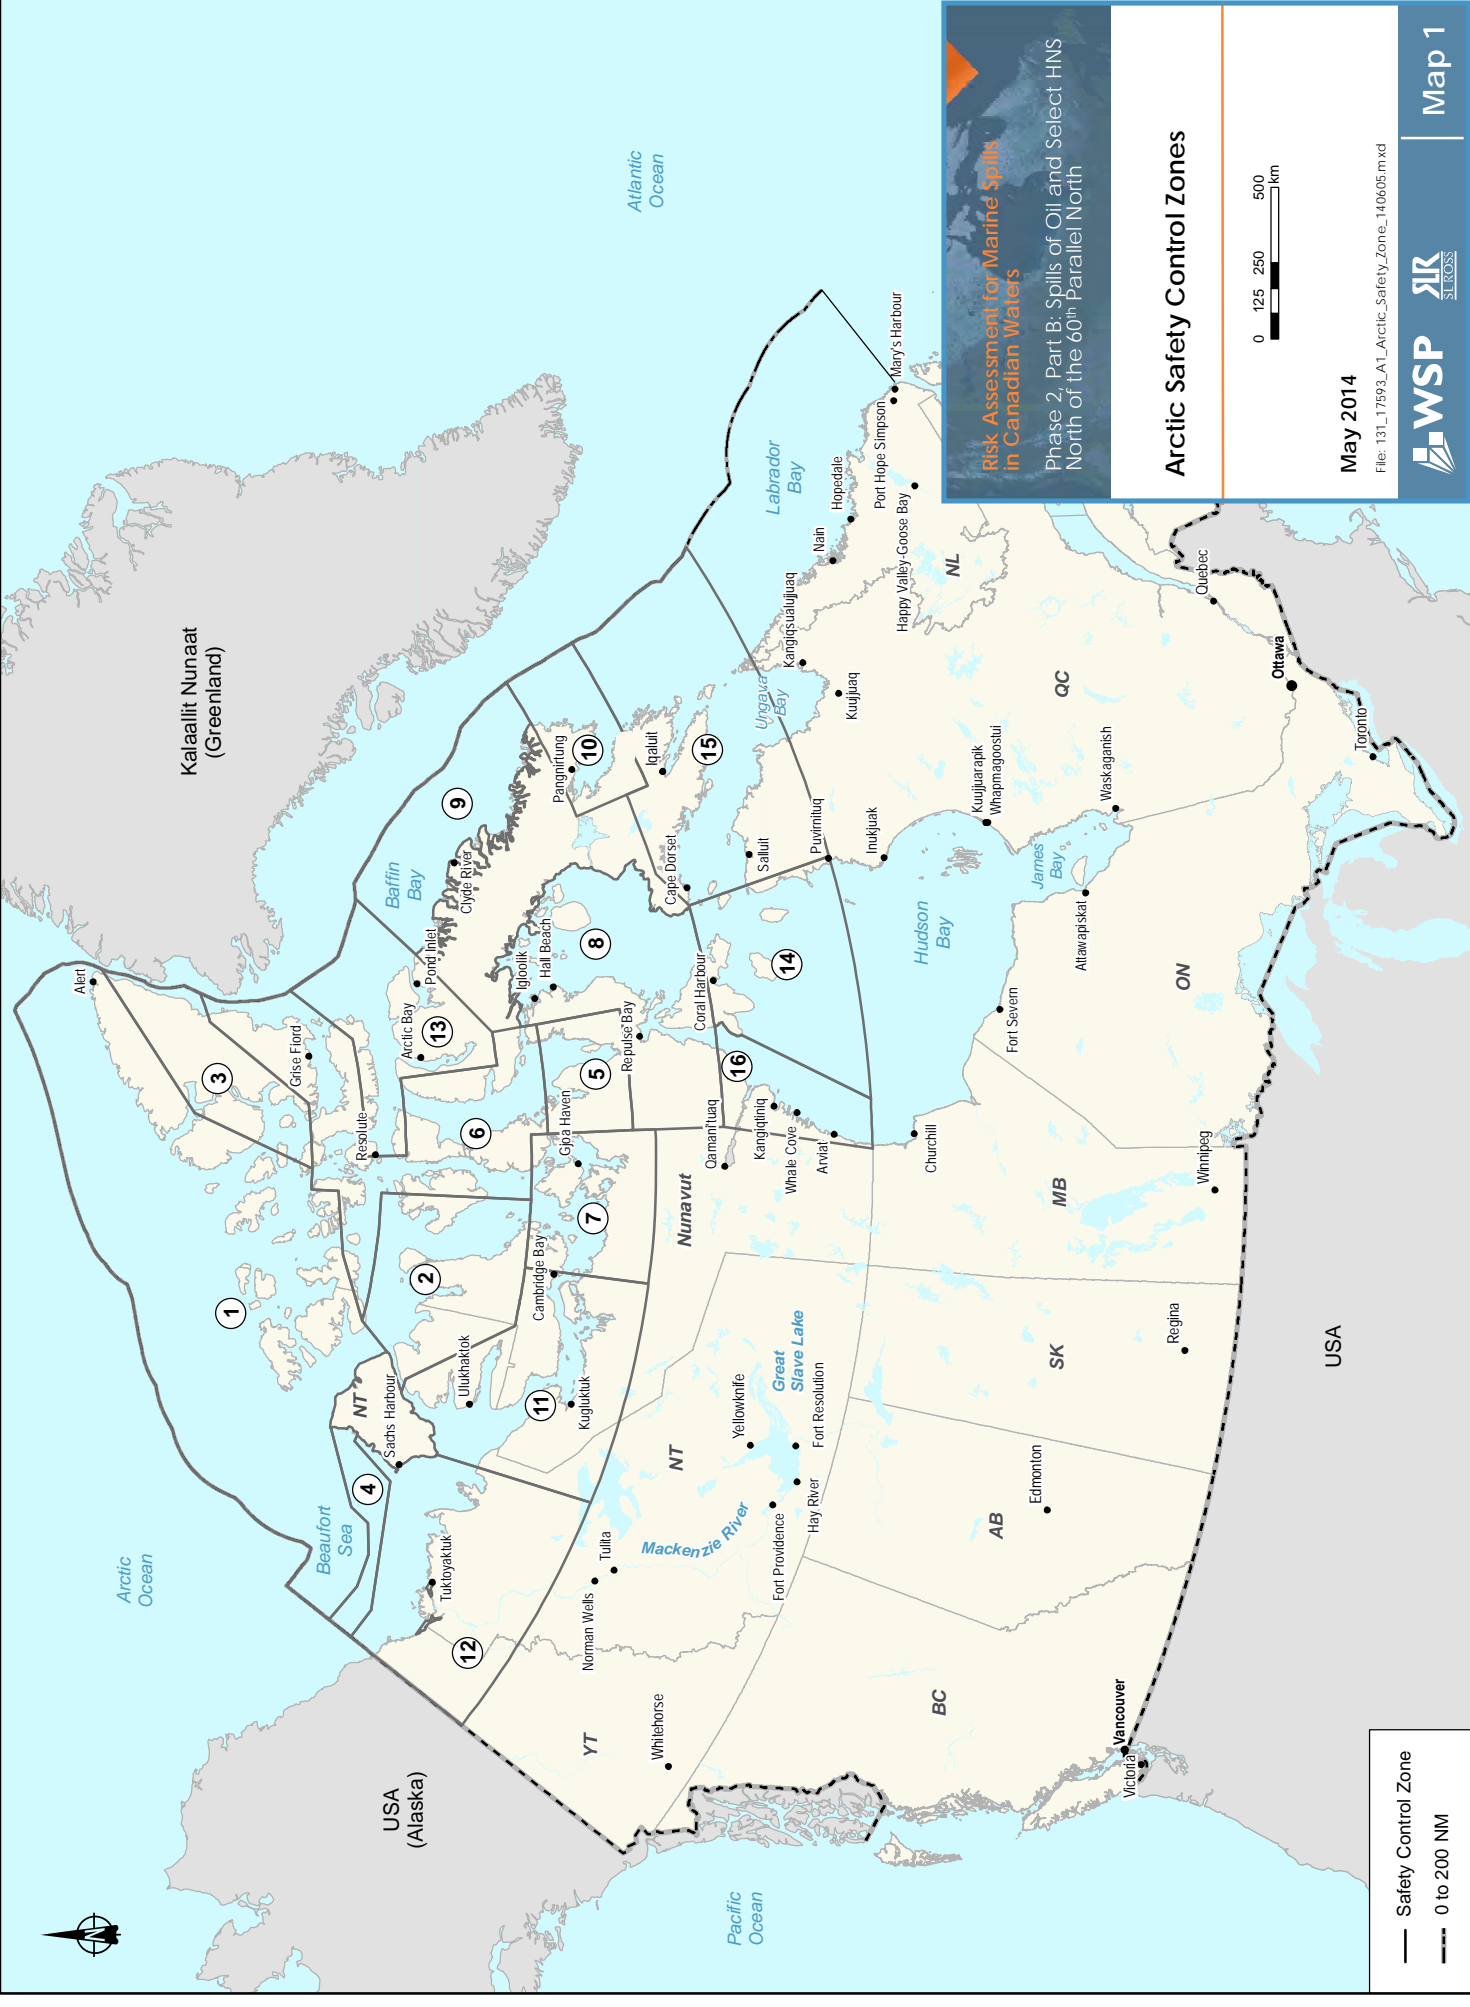 Kalaallit Nunaat
(Greenland)
Arctic
Ocean
Beaufort
Sea
Baffin
Bay
Atlantic
Ocean
Labrador
Bay
Ungava
Bay
Hudson
Bay
James
Bay
Pacific
Ocean
USA
(Alaska)
USA
Alert
Grise Fiord
Resolute
Arctic Bay
Pond Inlet
Clyde River
Igloolik
Hall Beach
Pangnirtung
Iqaluit
Cape Dorset
Coral Harbour
Repulse Bay
Gjoa Haven
Cambridge Bay
Sachs Harbour
Ulukhaktok
Kugluktuk
Tuktoyaktuk
Norman Wells
Tulita
Mackenzie River
Yellowknife
Great
Slave Lake
Fort Resolution
Hay River
Fort Providence
Whitehorse
Qamani'tuaq
Kangiqtiniq
Whale Cove
Arviat
Churchill
Fort Severn
Attawapiskat
Waskaganish
Kuujjuarapik
Whapmagoostui
Inukjuak
Puvirnituq
Salluit
Kuujjuaq
Kangiqsualujjuaq
Nain
Hopedale
Happy Valley-Goose Bay
Port Hope Simpson
Mary's Harbour
Quebec
Ottawa
Toronto
Winnipeg
Regina
Edmonton
Vancouver
Victoria
NT
NT
Nunavut
YT
BC
AB
SK
MB
ON
QC
NL
1
2
3
4
5
6
7
8
9
10
11
12
13
14
15
16
N
Safety Control Zone
0 to 200 NM
Risk Assessment for Marine Spills
in Canadian Waters
Phase 2, Part B: Spills of Oil and Select HNS
North of the 60th Parallel North
Arctic Safety Control Zones
0 125 250 500
km
May 2014
File: 131_17593_A1_Arctic_Safety_Zone_140605.mxd
WSP
SLR
SL ROSS
Map 1